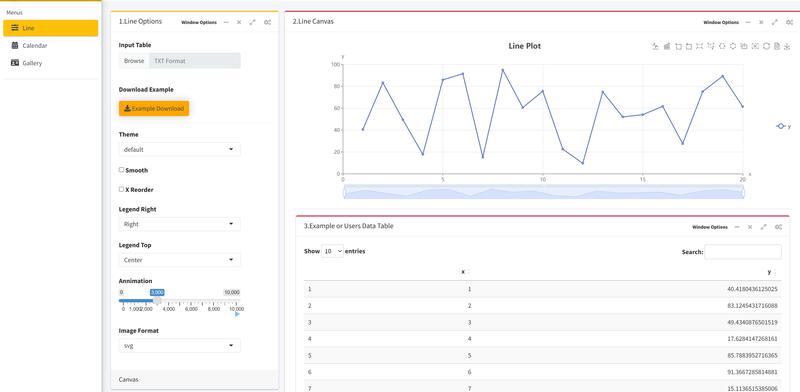 Menus
Line
Calendar
Gallery
1.Line Options
Window Options
Input Table
Browse TXT Format
Download Example
Example Download
Theme
default
Smooth
X Reorder
Legend Right
Right
Legend Top
Center
Annimation
0 3,000 10,000
0 1,000 2,000 4,000 6,000 8,000 10,000
Image Format
svg
Canvas
2.Line Canvas
Window Options
Line Plot
y
100
80
60
40
20
0
0 5 10 15 20
x
y
3.Example or Users Data Table
Window Options
Show 10 entries
Search:
x y
1 1 40.4180436125025
2 2 83.1245431716088
3 3 49.4340876501519
4 4 17.6284147268161
5 5 85.7883952716365
6 6 91.3667285814881
7 7 15.1136515385006